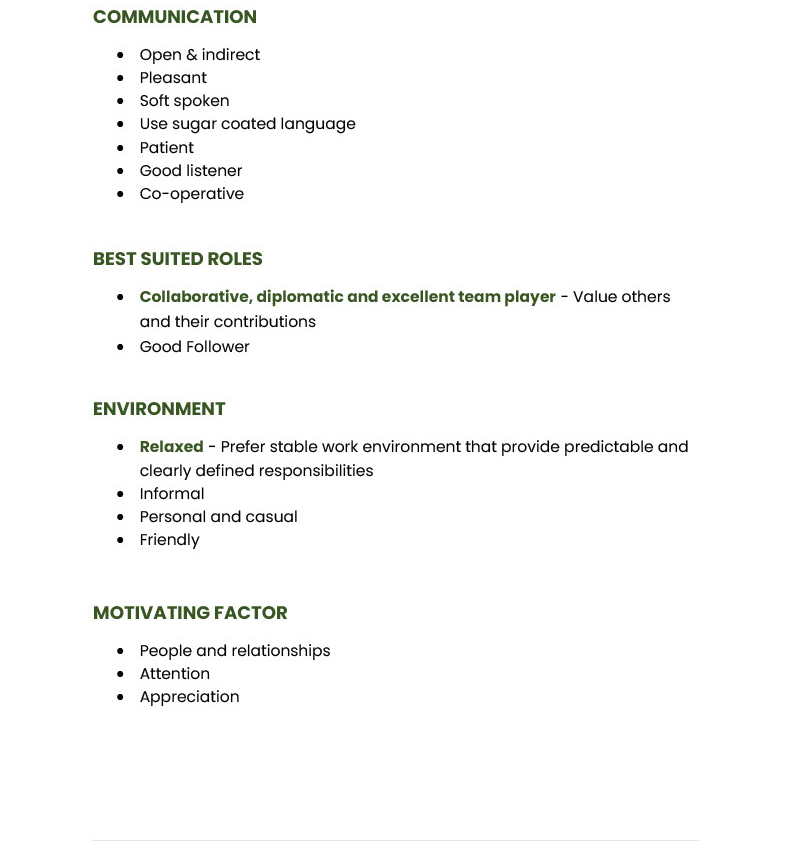 COMMUNICATION
• Open & indirect
• Pleasant
• Soft spoken
• Use sugar coated language
• Patient
• Good listener
• Co-operative
BEST SUITED ROLES
• Collaborative, diplomatic and excellent team player - Value others
and their contributions
• Good Follower
ENVIRONMENT
• Relaxed - Prefer stable work environment that provide predictable and
clearly defined responsibilities
• Informal
• Personal and casual
• Friendly
MOTIVATING FACTOR
• People and relationships
• Attention
• Appreciation